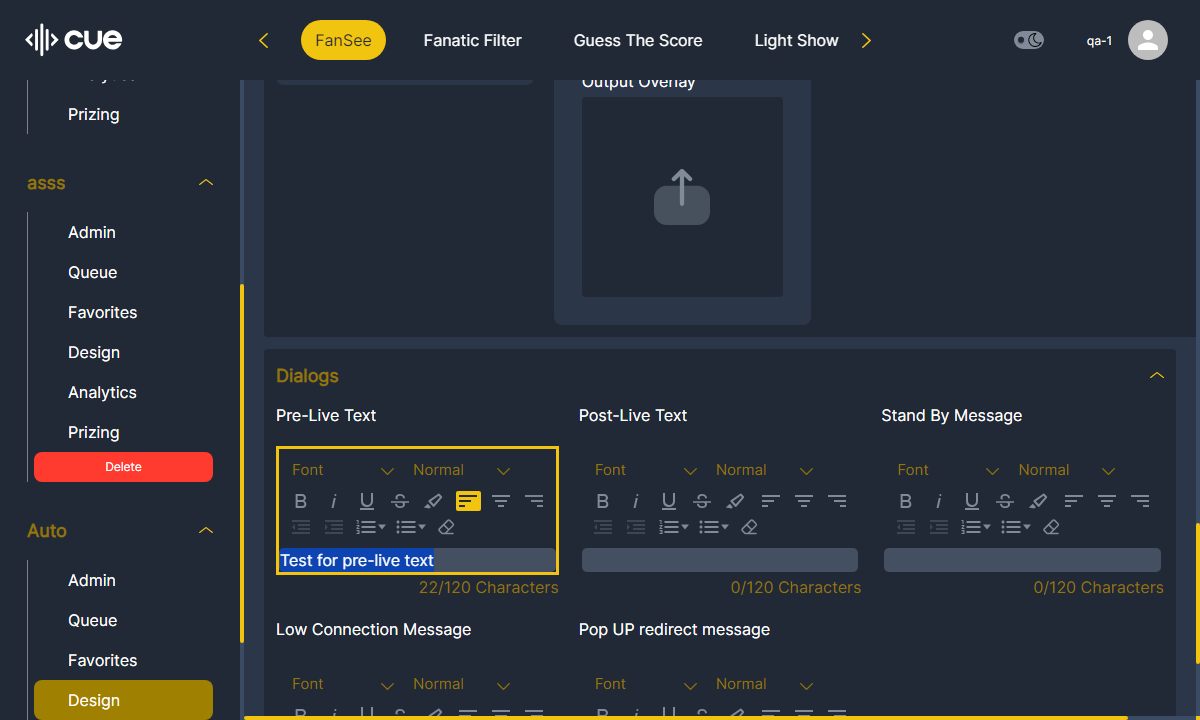 cue
FanSee
Fanatic Filter
Guess The Score
Light Show
qa-1
Prizing
asss
Admin
Queue
Favorites
Design
Analytics
Prizing
Delete
Auto
Admin
Queue
Favorites
Design
Output Overlay
Dialogs
Pre-Live Text
Post-Live Text
Stand By Message
Font Normal
Font Normal
Font Normal
Test for pre-live text
22/120 Characters
0/120 Characters
0/120 Characters
Low Connection Message
Pop UP redirect message
Font Normal
Font Normal